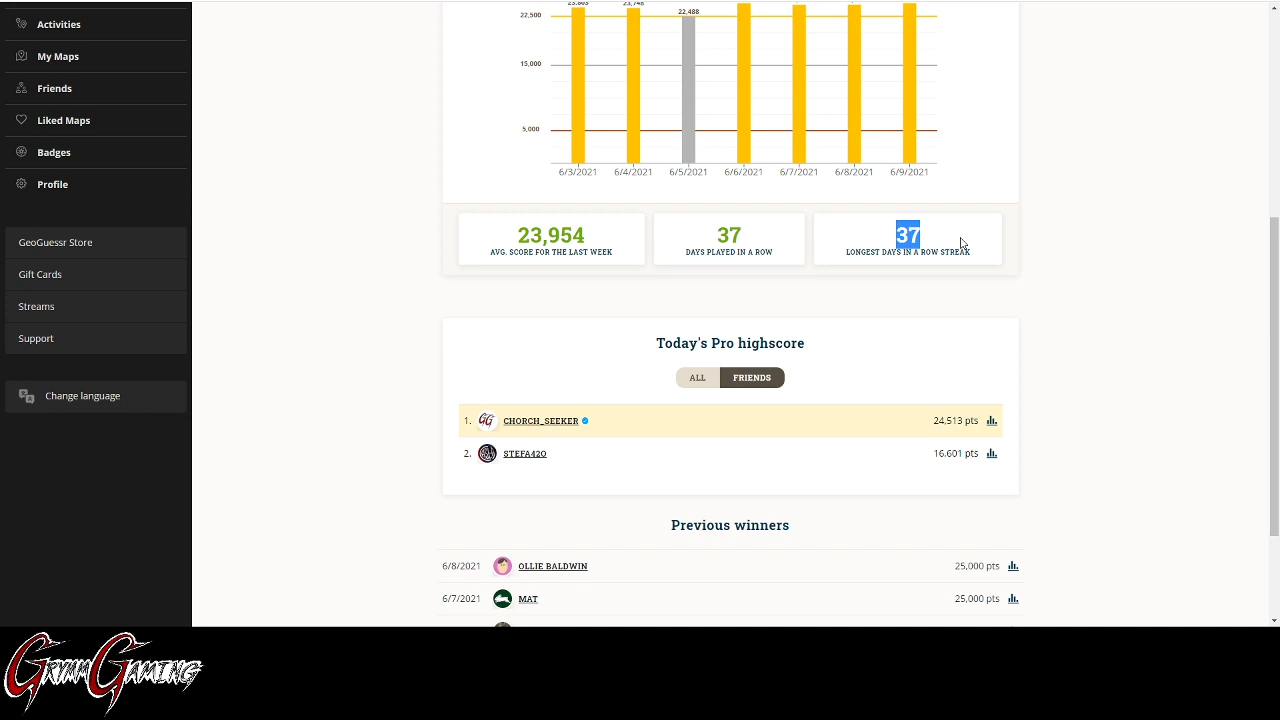 Activities
My Maps
Friends
Liked Maps
Badges
Profile
GeoGuessr Store
Gift Cards
Streams
Support
Change language
22,488
22,500
15,000
5,000
6/3/2021 6/4/2021 6/5/2021 6/6/2021 6/7/2021 6/8/2021 6/9/2021
23,954
AVG. SCORE FOR THE LAST WEEK
37
DAYS PLAYED IN A ROW
37
LONGEST DAYS IN A ROW STREAK
Today's Pro highscore
ALL FRIENDS
1. GG CHORCH_SEEKER 24,513 pts
2. STEFA420 16,601 pts
Previous winners
6/8/2021 OLLIE BALDWIN 25,000 pts
6/7/2021 MAT 25,000 pts
GRIMMGAMING